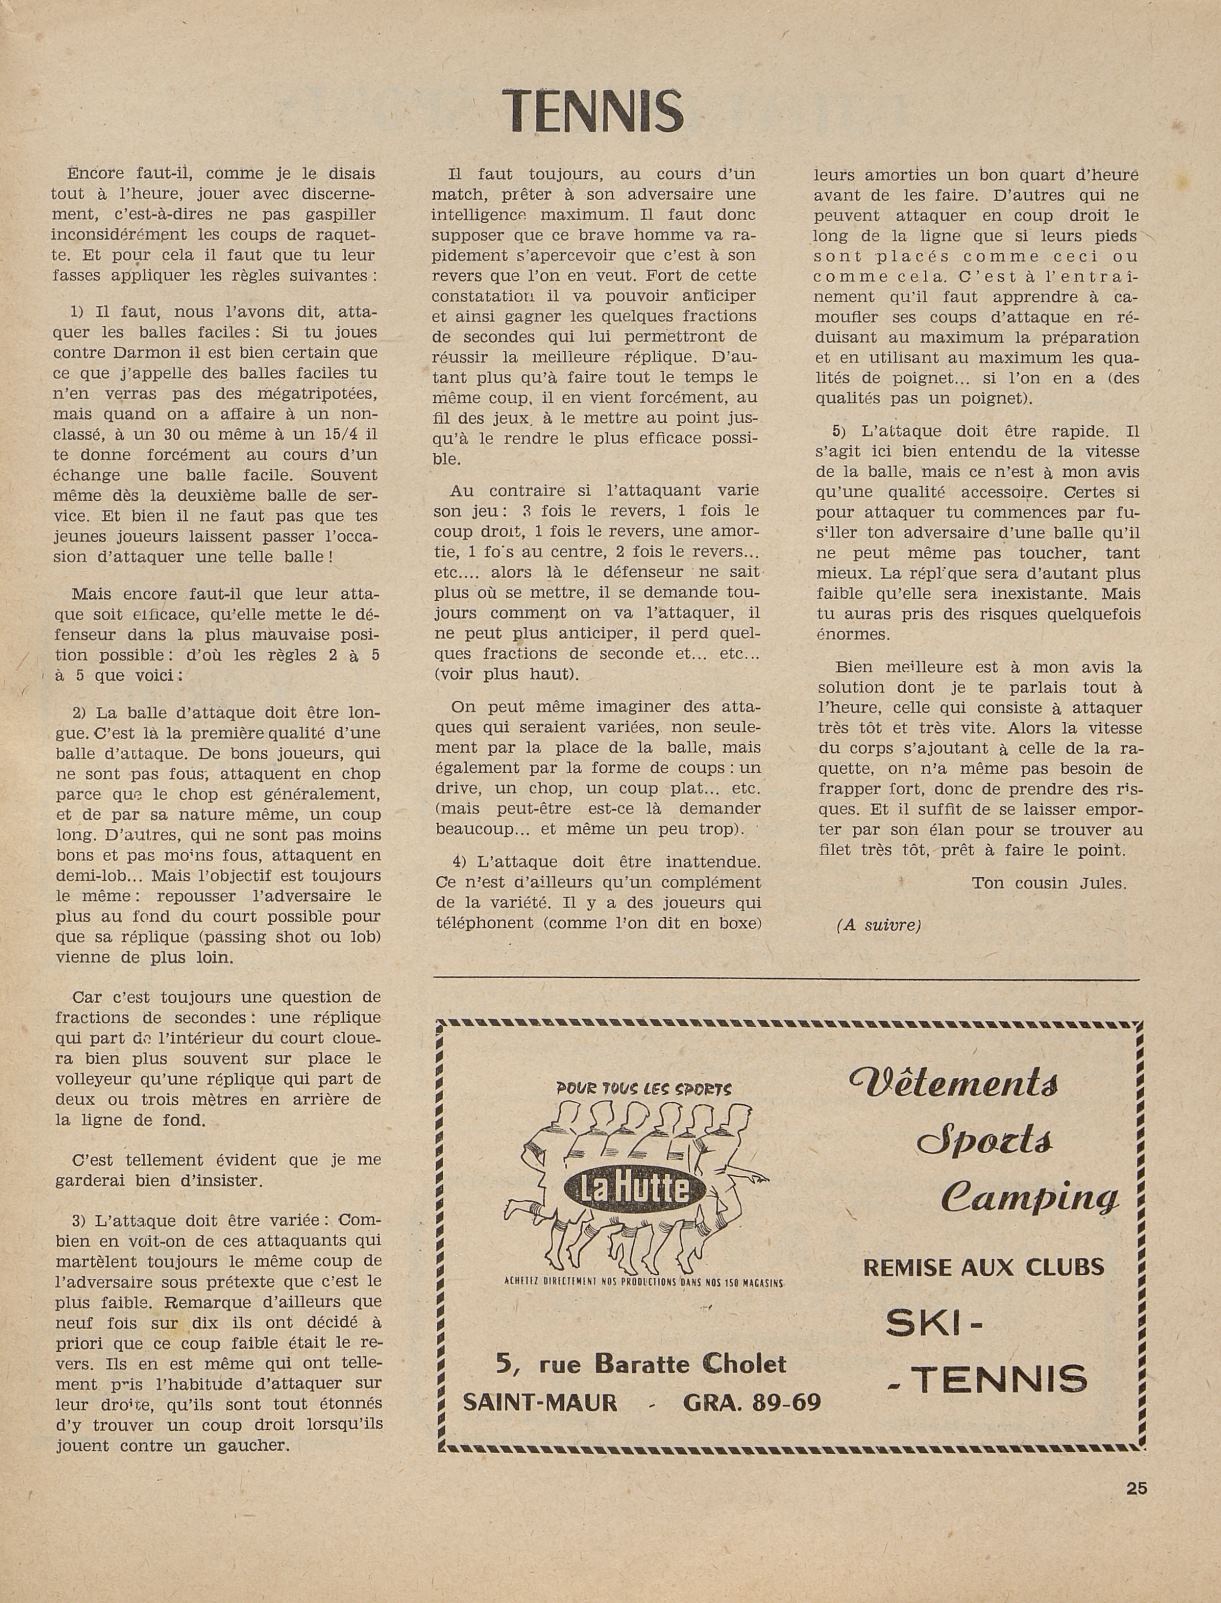 TENNIS
Encore faut-il, comme je le disais
tout à l'heure, jouer avec discerne-
ment, c'est-à-dires ne pas gaspiller
inconsidérément les coups de raquet-
te. Et pour cela il faut que tu leur
fasses appliquer les règles suivantes :
1) Il faut, nous l'avons dit, atta-
quer les balles faciles : Si tu joues
contre Darmon il est bien certain que
ce que j'appelle des balles faciles tu
n'en verras pas des mégatripotées,
mais quand on a affaire à un non-
classé, à un 30 ou même à un 15/4 il
te donne forcément au cours d'un
échange une balle facile. Souvent
même dès la deuxième balle de ser-
vice. Et bien il ne faut pas que tes
jeunes joueurs laissent passer l'occa-
sion d'attaquer une telle balle !
Mais encore faut-il que leur atta-
que soit efficace, qu'elle mette le dé-
fenseur dans la plus mauvaise posi-
tion possible : d'où les règles 2 à 5
à 5 que voici :
2) La balle d'attaque doit être lon-
gue. C'est là la première qualité d'une
balle d'attaque. De bons joueurs, qui
ne sont pas fous, attaquent en chop
parce que le chop est généralement,
et de par sa nature même, un coup
long. D'autres, qui ne sont pas moins
bons et pas moins fous, attaquent en
demi-lob... Mais l'objectif est toujours
le même : repousser l'adversaire le
plus au fond du court possible pour
que sa réplique (passing shot ou lob)
vienne de plus loin.
Car c'est toujours une question de
fractions de secondes : une réplique
qui part de l'intérieur du court cloue-
ra bien plus souvent sur place le
volleyeur qu'une réplique qui part de
deux ou trois mètres en arrière de
la ligne de fond.
C'est tellement évident que je me
garderai bien d'insister.
3) L'attaque doit être variée : Com-
bien en voit-on de ces attaquants qui
martèlent toujours le même coup de
l'adversaire sous prétexte que c'est le
plus faible. Remarque d'ailleurs que
neuf fois sur dix ils ont décidé à
priori que ce coup faible était le re-
vers. Ils en est même qui ont telle-
ment pris l'habitude d'attaquer sur
leur droite, qu'ils sont tout étonnés
d'y trouver un coup droit lorsqu'ils
jouent contre un gaucher.
Il faut toujours, au cours d'un
match, prêter à son adversaire une
intelligence maximum. Il faut donc
supposer que ce brave homme va ra-
pidement s'apercevoir que c'est à son
revers que l'on en veut. Fort de cette
constatation il va pouvoir anticiper
et ainsi gagner les quelques fractions
de secondes qui lui permettront de
réussir la meilleure réplique. D'au-
tant plus qu'à faire tout le temps le
même coup, il en vient forcément, au
fil des jeux, à le mettre au point jus-
qu'à le rendre le plus efficace possi-
ble.
Au contraire si l'attaquant varie
son jeu : 3 fois le revers, 1 fois le
coup droit, 1 fois le revers, une amor-
tie, 1 fois au centre, 2 fois le revers...
etc.... alors là le défenseur ne sait
plus où se mettre, il se demande tou-
jours comment on va l'attaquer, il
ne peut plus anticiper, il perd quel-
ques fractions de seconde et... etc...
(voir plus haut).
On peut même imaginer des atta-
ques qui seraient variées, non seule-
ment par la place de la balle, mais
également par la forme de coups : un
drive, un chop, un coup plat... etc.
(mais peut-être est-ce là demander
beaucoup... et même un peu trop).
4) L'attaque doit être inattendue.
Ce n'est d'ailleurs qu'un complément
de la variété. Il y a des joueurs qui
téléphonent (comme l'on dit en boxe)
leurs amorties un bon quart d'heure
avant de les faire. D'autres qui ne
peuvent attaquer en coup droit le
long de la ligne que si leurs pieds
sont placés comme ceci ou
comme cela. C'est à l'entraî-
nement qu'il faut apprendre à ca-
moufler ses coups d'attaque en ré-
duisant au maximum la préparation
et en utilisant au maximum les qua-
lités de poignet... si l'on en a (des
qualités pas un poignet).
5) L'attaque doit être rapide. Il
s'agit ici bien entendu de la vitesse
de la balle, mais ce n'est à mon avis
qu'une qualité accessoire. Certes si
pour attaquer tu commences par fu-
siller ton adversaire d'une balle qu'il
ne peut même pas toucher, tant
mieux. La réplique sera d'autant plus
faible qu'elle sera inexistante. Mais
tu auras pris des risques quelquefois
énormes.
Bien meilleure est à mon avis la
solution dont je te parlais tout à
l'heure, celle qui consiste à attaquer
très tôt et très vite. Alors la vitesse
du corps s'ajoutant à celle de la ra-
quette, on n'a même pas besoin de
frapper fort, donc de prendre des ris-
ques. Et il suffit de se laisser empor-
ter par son élan pour se trouver au
filet très tôt, prêt à faire le point.
Ton cousin Jules.
(A suivre)
POUR TOUS LES SPORTS
La Hutte
ACHETEZ DIRECTEMENT NOS PRODUCTIONS DANS NOS 150 MAGASINS
5, rue Baratte Cholet
SAINT-MAUR - GRA. 89-69
Vêtements
Sports
Camping
REMISE AUX CLUBS
SKI -
- TENNIS
25